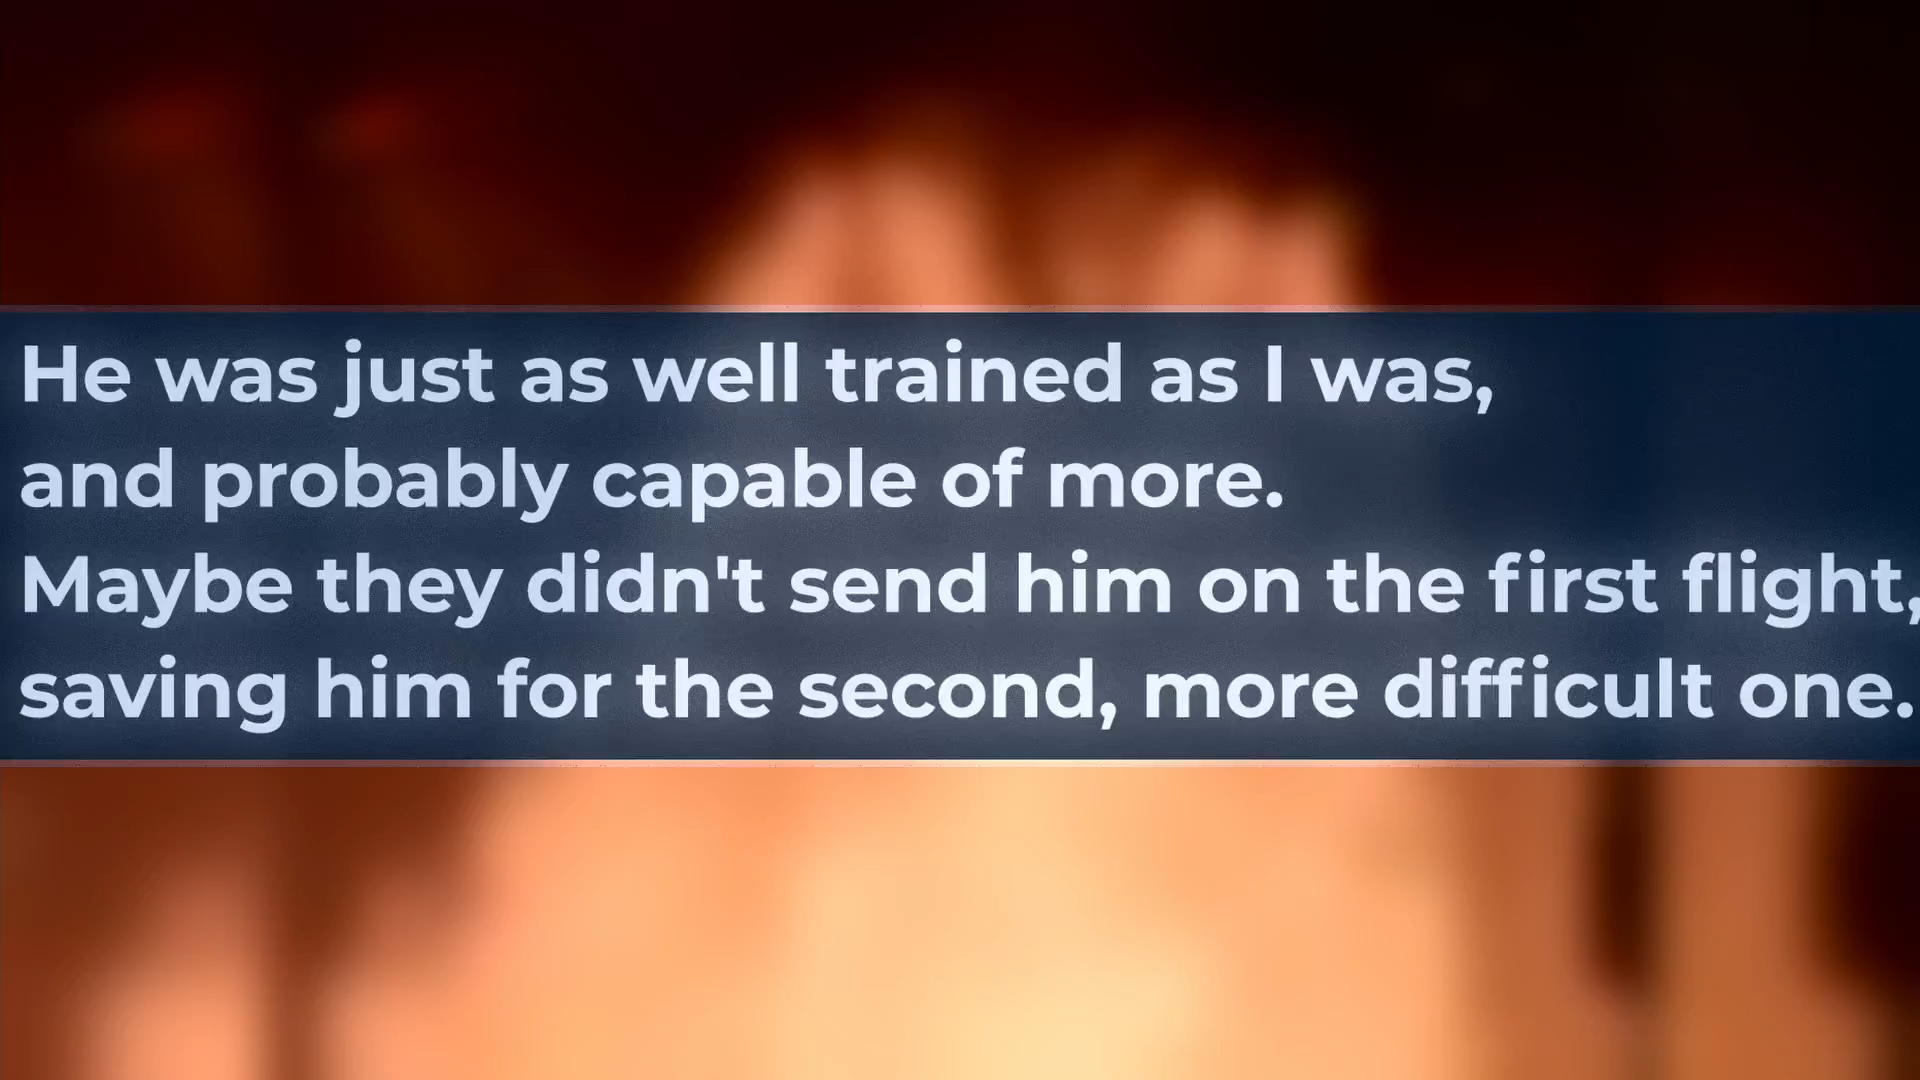 He was just as well trained as I was,
and probably capable of more.
Maybe they didn't send him on the first flight,
saving him for the second, more difficult one.